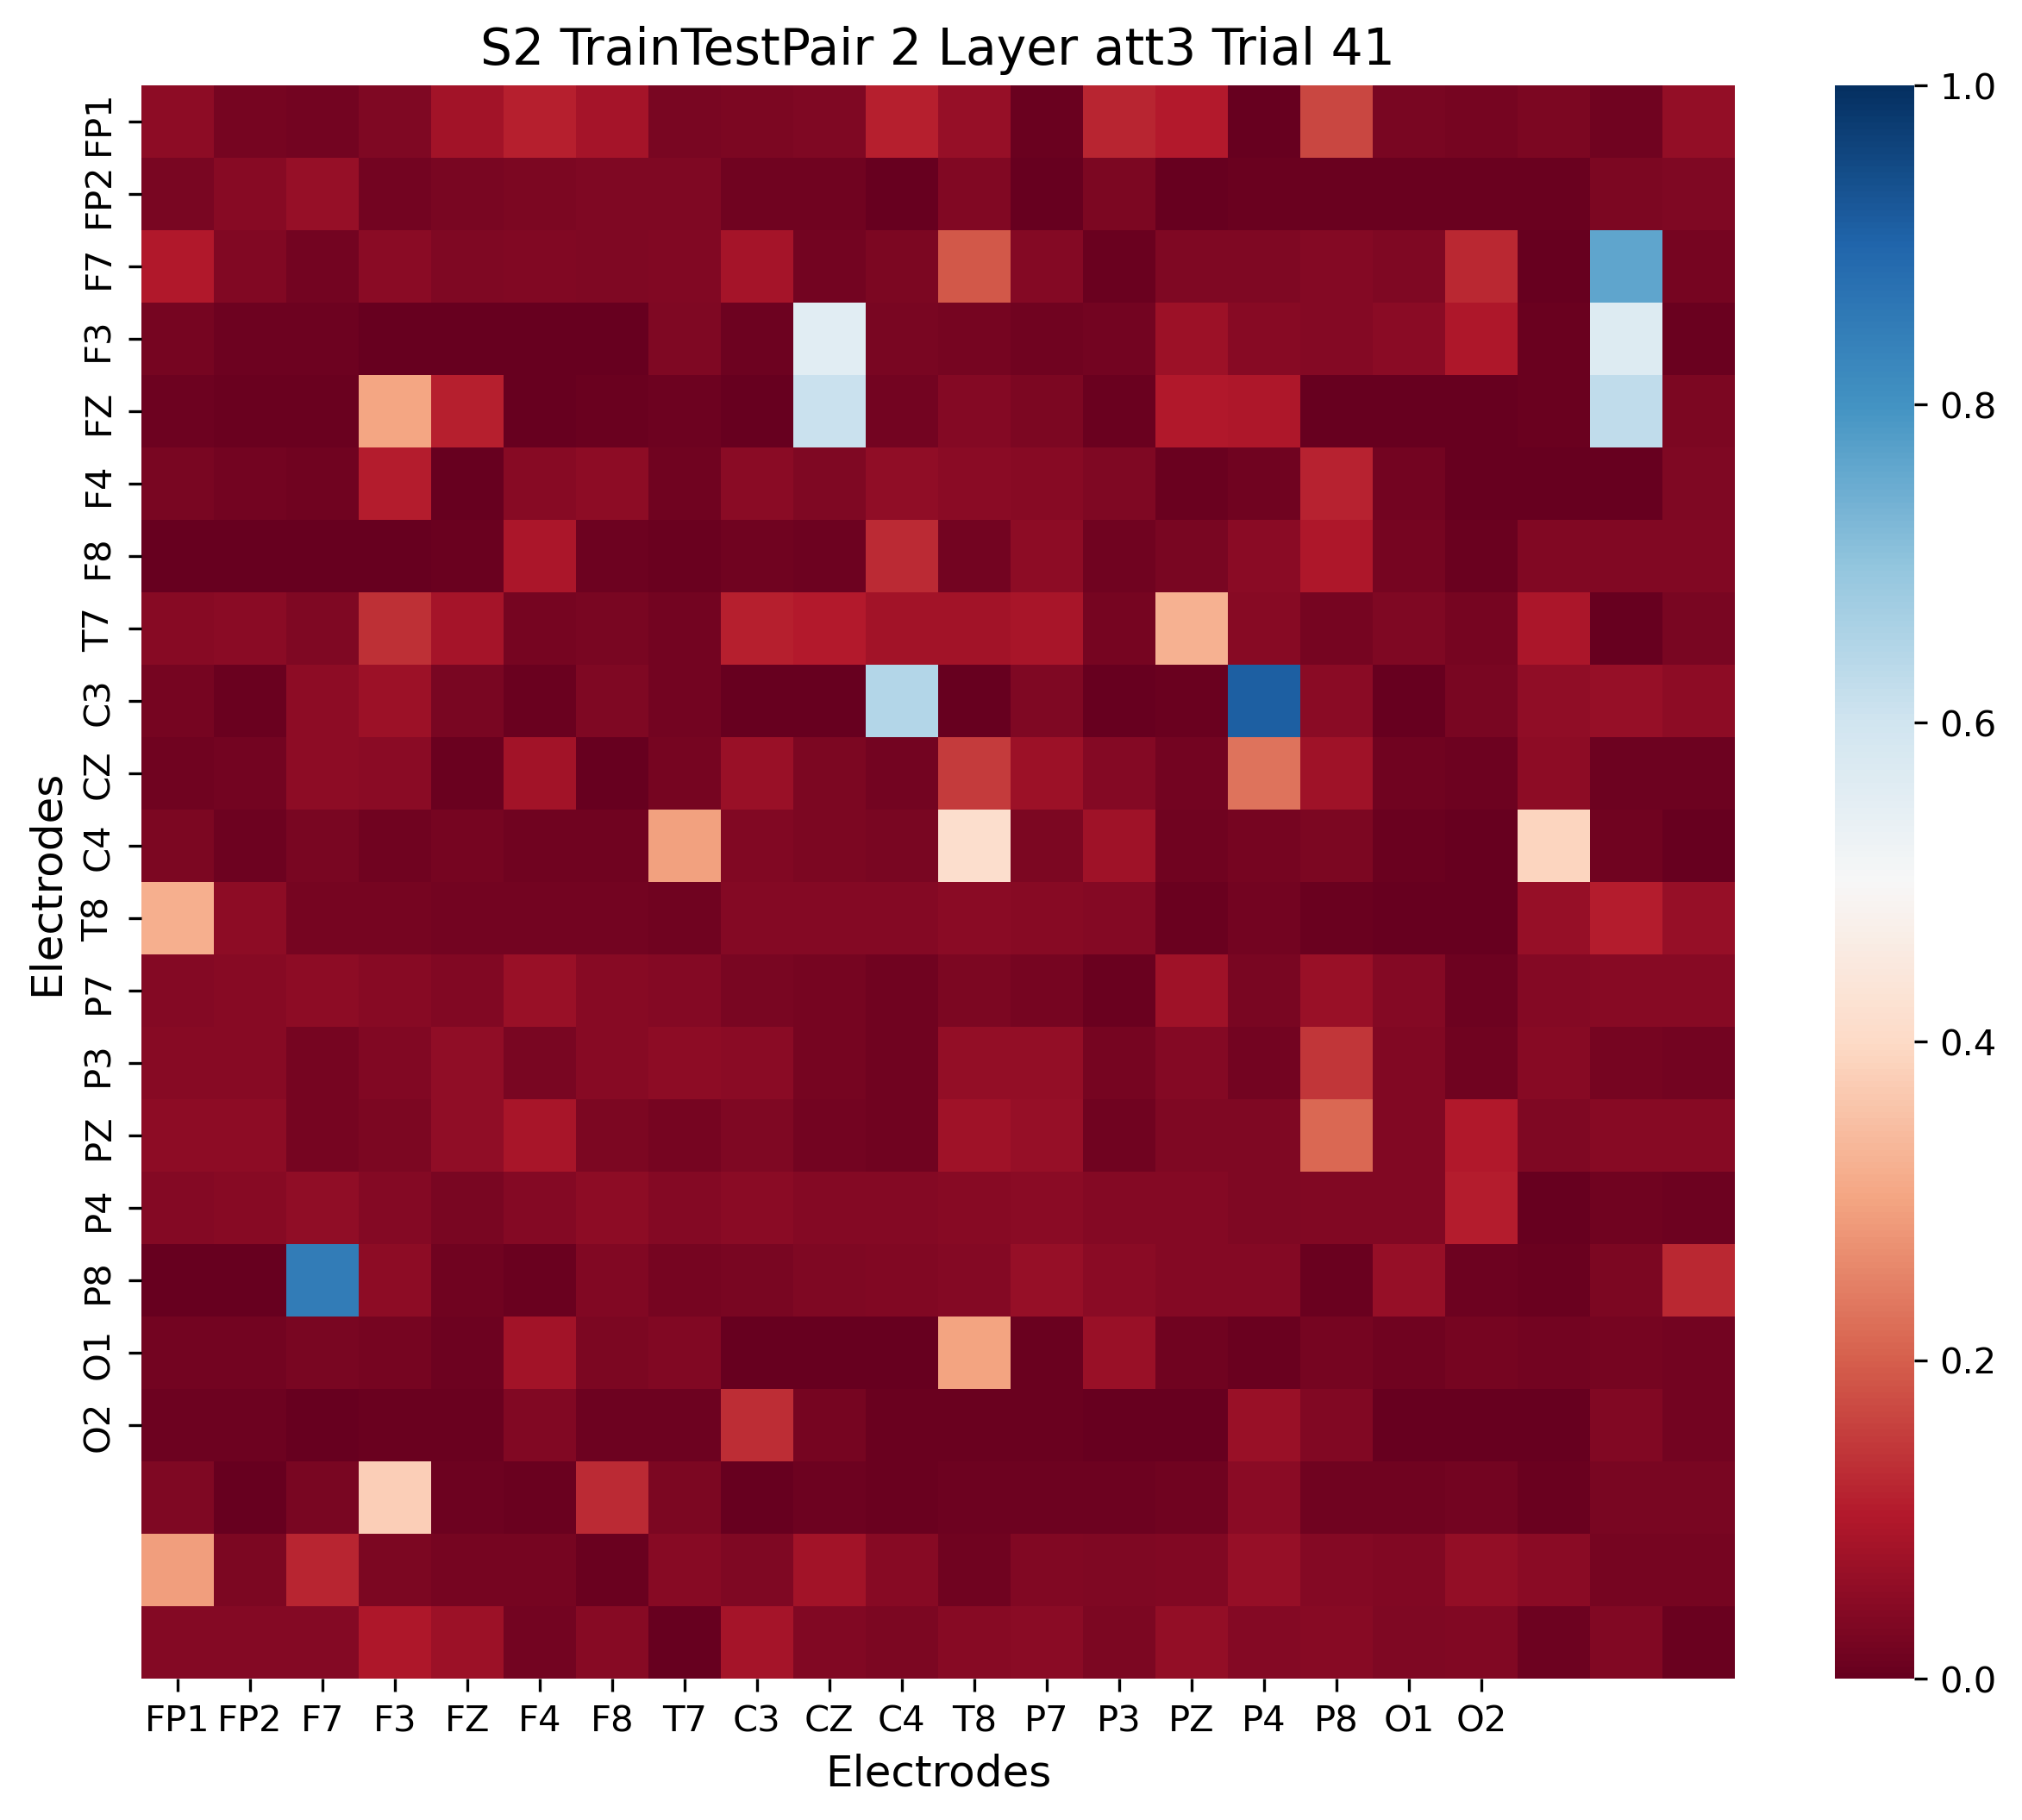 S2 TrainTestPair 2 Layer att3 Trial 41
Electrodes
FP1
FP2
F7
F3
FZ
F4
F8
T7
C3
CZ
C4
T8
P7
P3
PZ
P4
P8
O1
O2
FP1 FP2 F7 F3 FZ F4 F8 T7 C3 CZ C4 T8 P7 P3 PZ P4 P8 O1 O2
Electrodes
1.0
0.8
0.6
0.4
0.2
0.0